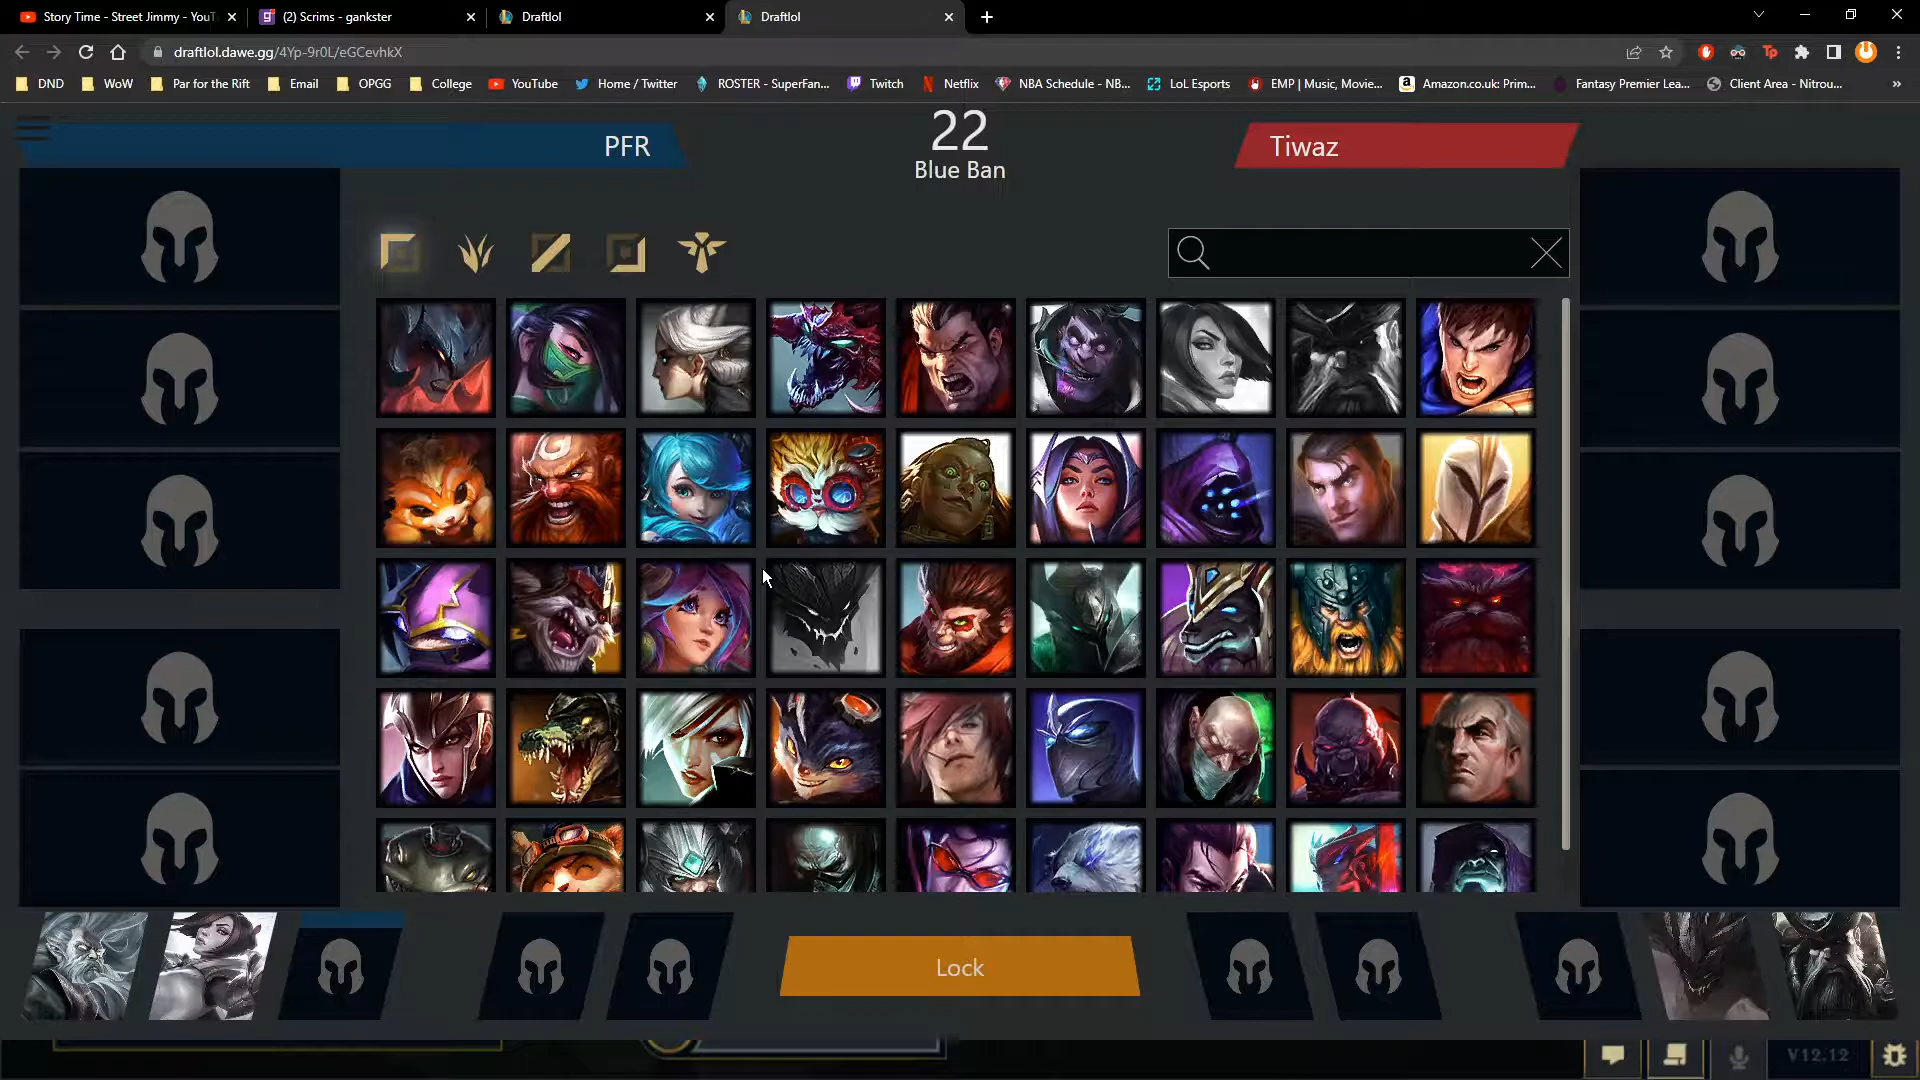 Story Time - Street Jimmy - YouT
(2) Scrims - gankster
Draftlol
Draftlol
draftlol.dawe.gg/4Yp-9r0L/eGCevhkX
DND
WoW
Par for the Rift
Email
OPGG
College
YouTube
Home / Twitter
ROSTER - SuperFan...
Twitch
Netflix
NBA Schedule - NB...
LoL Esports
EMP | Music, Movie...
Amazon.co.uk: Prim...
Fantasy Premier Lea...
Client Area - Nitrou...
PFR
22
Blue Ban
Tiwaz
Lock
V12.12